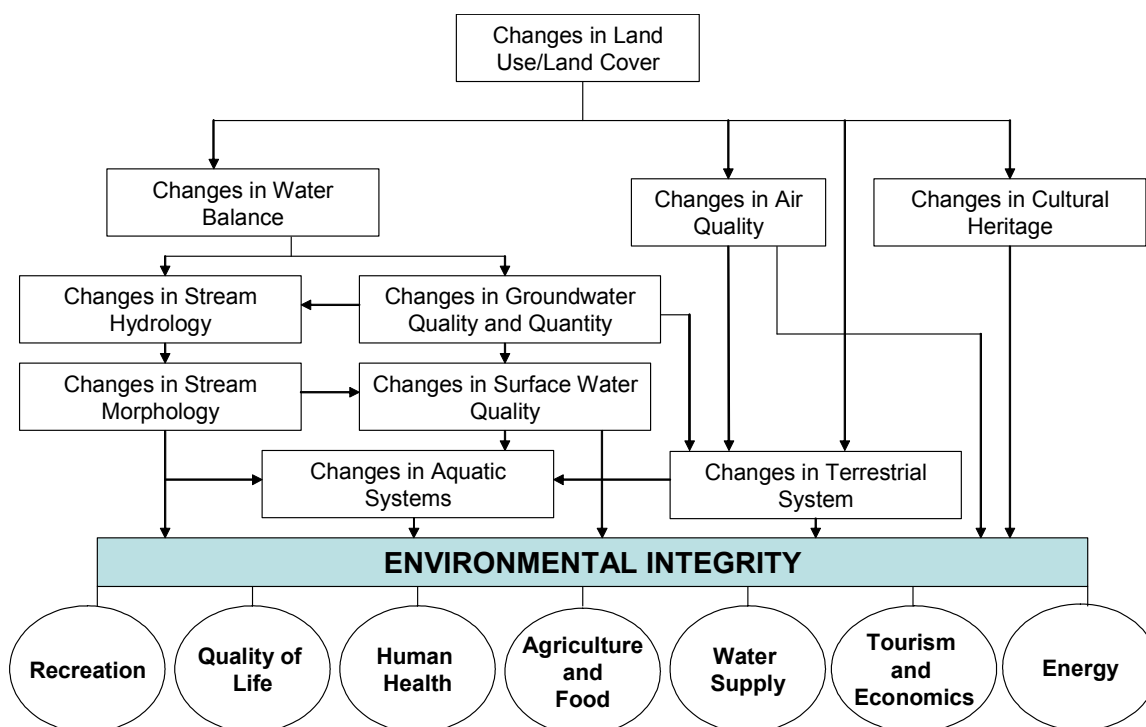 Changes in Land
Use/Land Cover
Changes in Water
Balance
Changes in Air
Quality
Changes in Cultural
Heritage
Changes in Stream
Hydrology
Changes in Groundwater
Quality and Quantity
Changes in Stream
Morphology
Changes in Surface Water
Quality
Changes in Aquatic
Systems
Changes in Terrestrial
System
ENVIRONMENTAL INTEGRITY
Recreation
Quality of
Life
Human
Health
Agriculture
and
Food
Water
Supply
Tourism
and
Economics
Energy